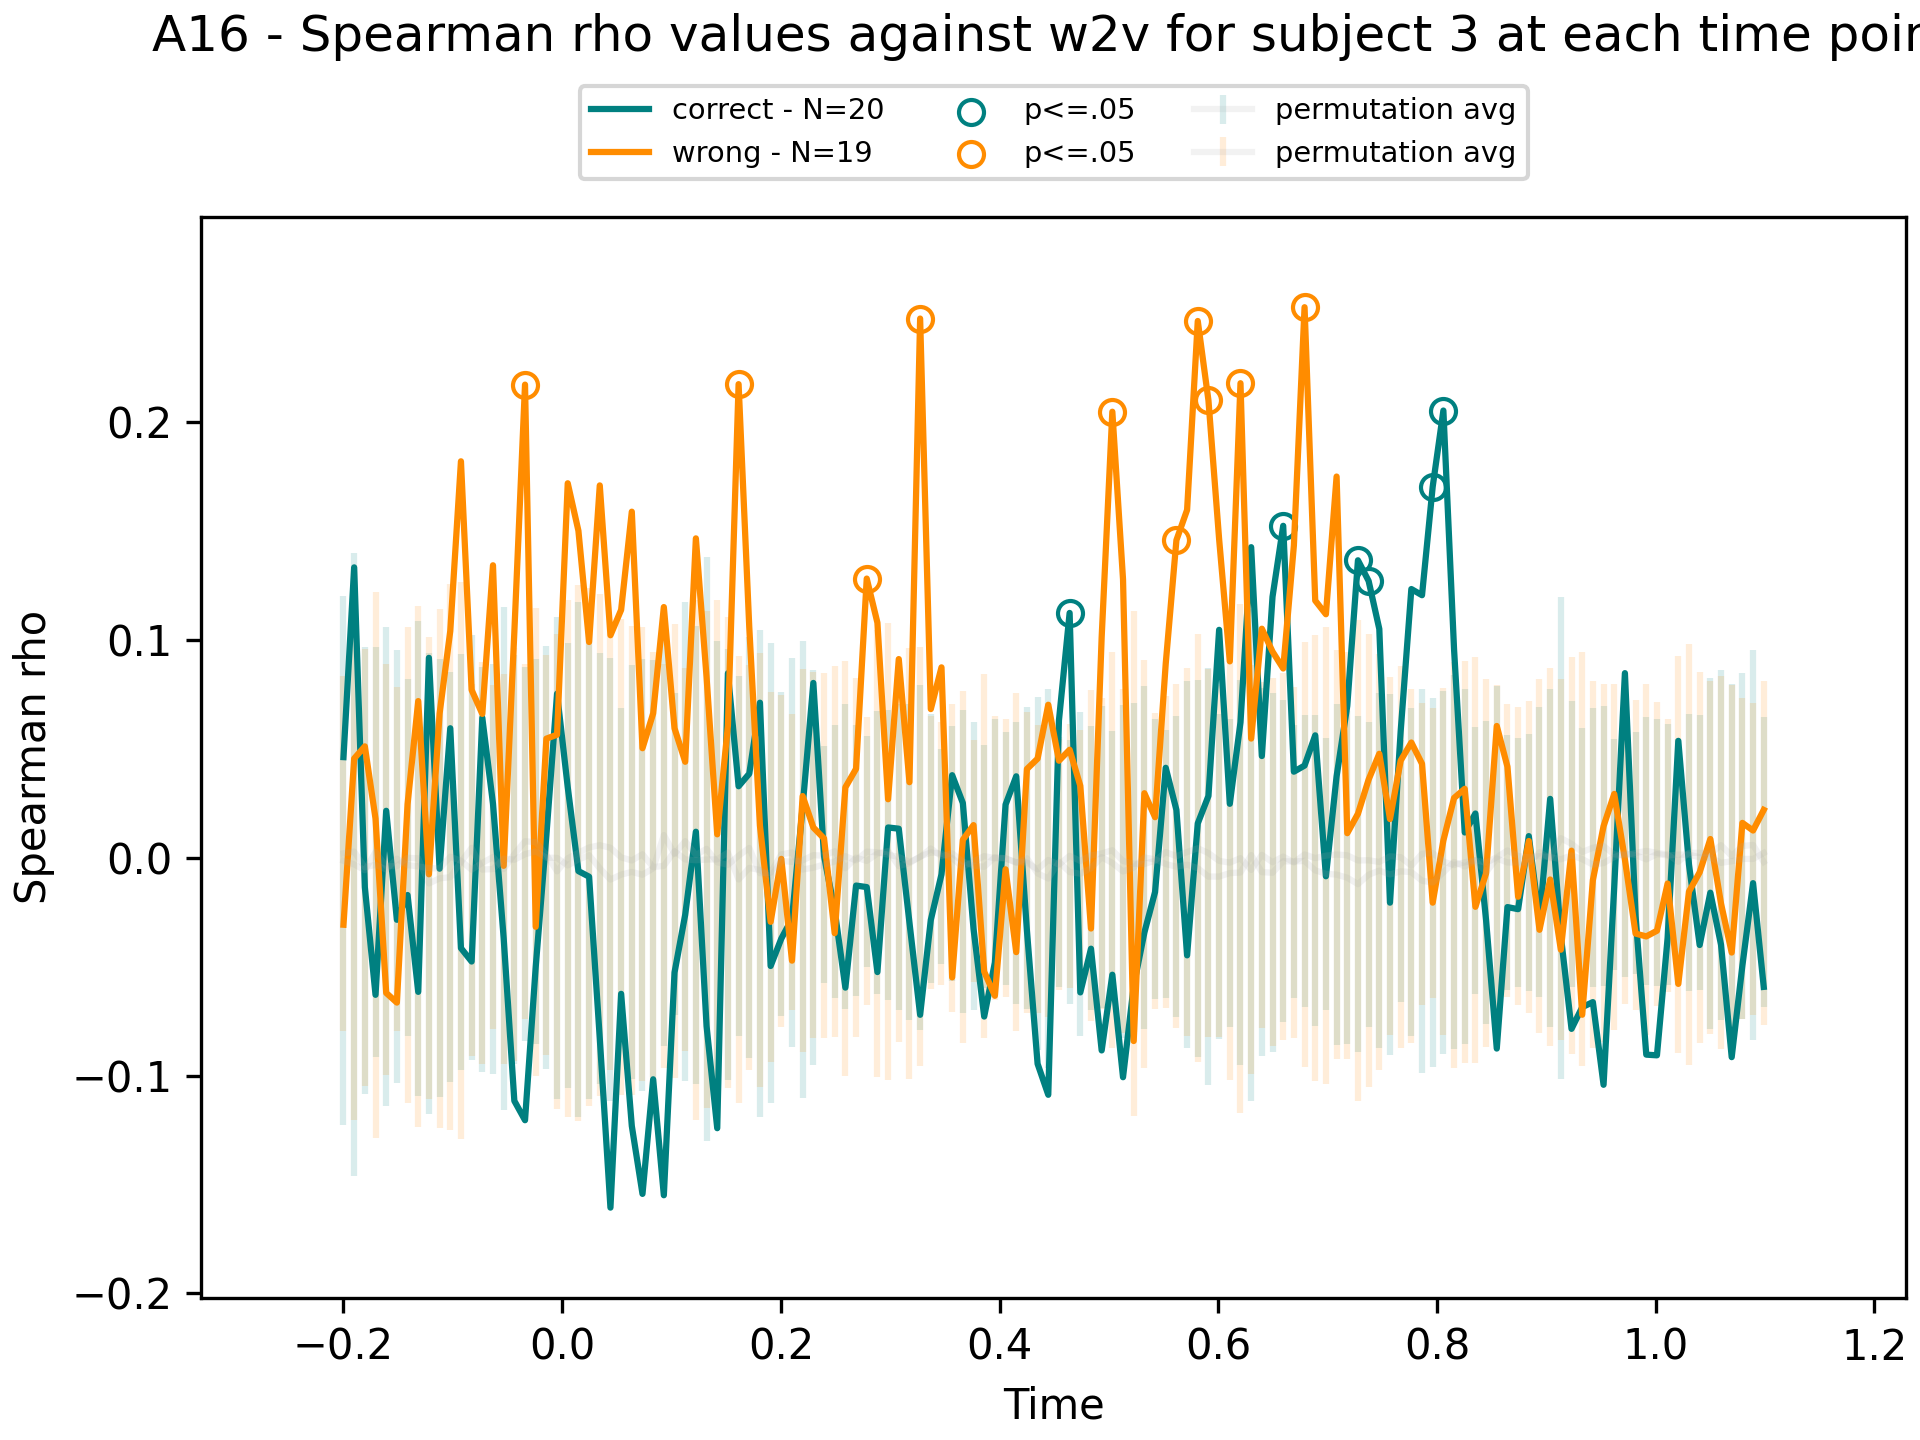 A16 - Spearman rho values against w2v for subject 3 at each time
correct - N=20 p<=.05 permutation avg
wrong - N=19 p<=.05 permutation avg
Spearman rho
0.2
0.1
0.0
−0.1
−0.2
−0.2 0.0 0.2 0.4 0.6 0.8 1.0 1.2
Time